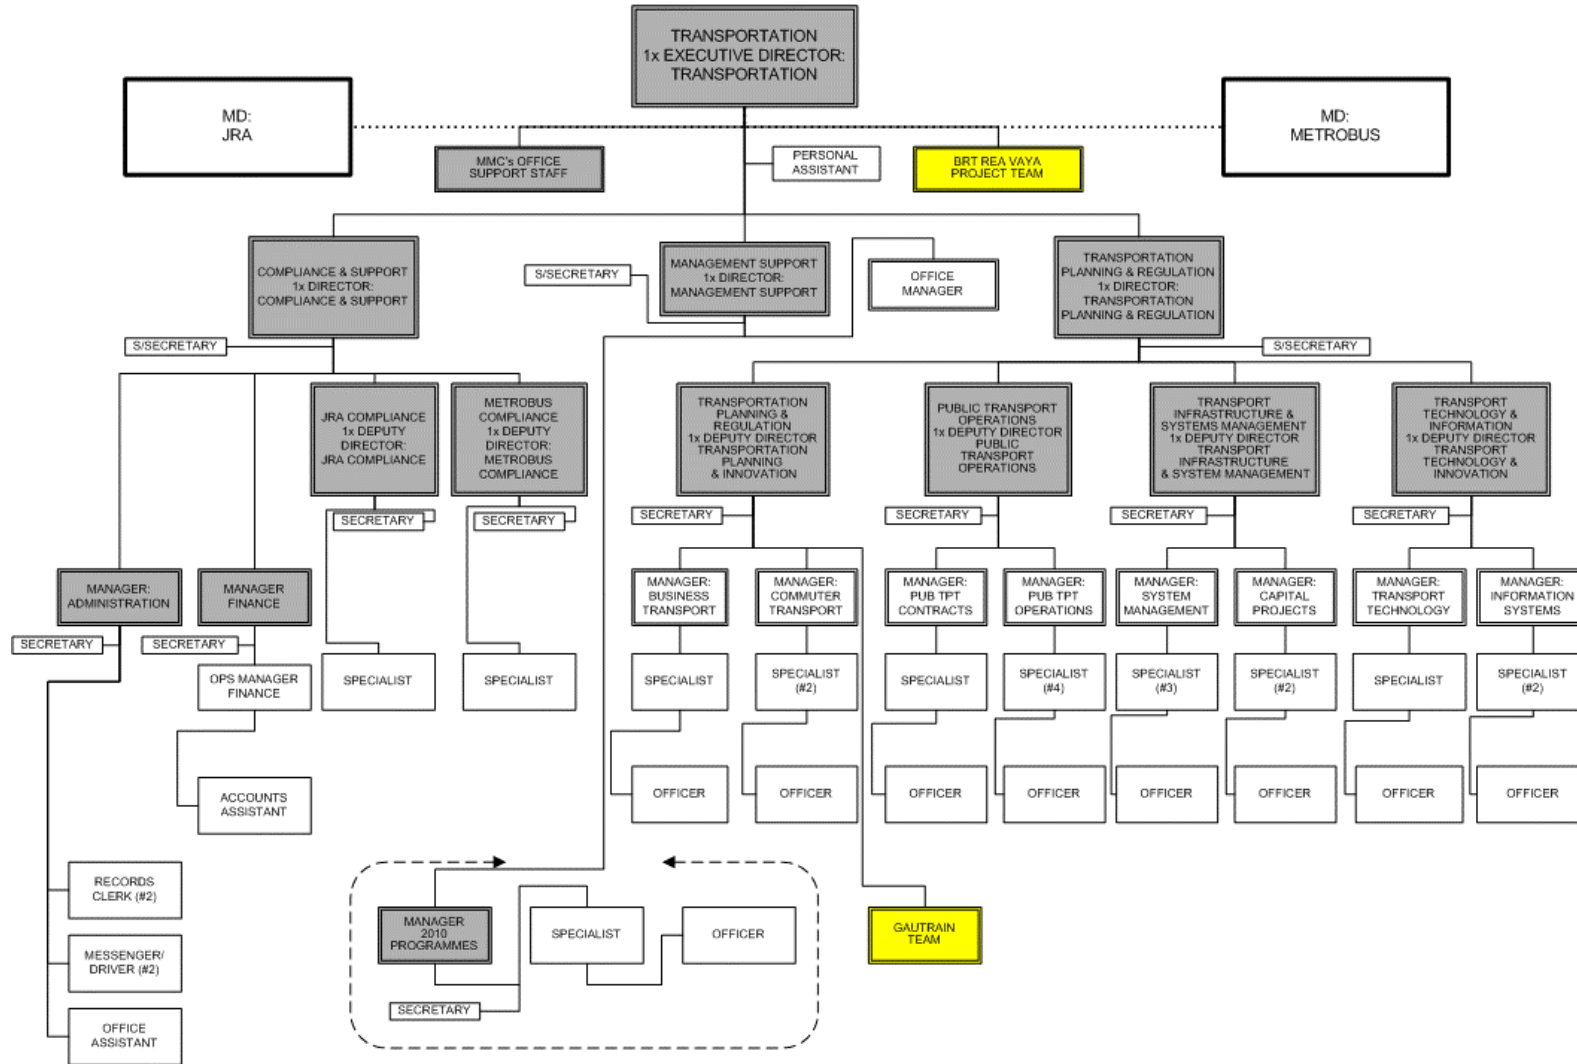 TRANSPORTATION
1x EXECUTIVE DIRECTOR:
TRANSPORTATION
MD:
JRA
MD:
METROBUS
MMC's OFFICE
SUPPORT STAFF
PERSONAL
ASSISTANT
BRT REA VAYA
PROJECT TEAM
COMPLIANCE & SUPPORT
1x DIRECTOR:
COMPLIANCE & SUPPORT
S/SECRETARY
MANAGEMENT SUPPORT
1x DIRECTOR:
MANAGEMENT SUPPORT
OFFICE
MANAGER
TRANSPORTATION
PLANNING & REGULATION
1x DIRECTOR:
TRANSPORTATION
PLANNING & REGULATION
S/SECRETARY
S/SECRETARY
JRA COMPLIANCE
1x DEPUTY
DIRECTOR:
JRA COMPLIANCE
METROBUS
COMPLIANCE
1x DEPUTY
DIRECTOR:
METROBUS
COMPLIANCE
TRANSPORTATION
PLANNING &
REGULATION
1x DEPUTY DIRECTOR
TRANSPORTATION
PLANNING
& INNOVATION
PUBLIC TRANSPORT
OPERATIONS
1x DEPUTY DIRECTOR
PUBLIC
TRANSPORT
OPERATIONS
TRANSPORT
INFRASTRUCTURE &
SYSTEMS MANAGEMENT
1x DEPUTY DIRECTOR
TRANSPORT
INFRASTRUCTURE
& SYSTEM MANAGEMENT
TRANSPORT
TECHNOLOGY &
INFORMATION
1x DEPUTY DIRECTOR
TRANSPORT
TECHNOLOGY &
INNOVATION
SECRETARY
SECRETARY
SECRETARY
SECRETARY
SECRETARY
SECRETARY
MANAGER:
ADMINISTRATION
MANAGER
FINANCE
MANAGER:
BUSINESS
TRANSPORT
MANAGER:
COMMUTER
TRANSPORT
MANAGER:
PUB TPT
CONTRACTS
MANAGER:
PUB TPT
OPERATIONS
MANAGER:
SYSTEM
MANAGEMENT
MANAGER:
CAPITAL
PROJECTS
MANAGER:
TRANSPORT
TECHNOLOGY
MANAGER:
INFORMATION
SYSTEMS
SECRETARY
SECRETARY
OPS MANAGER
FINANCE
SPECIALIST
SPECIALIST
SPECIALIST
SPECIALIST
(#2)
SPECIALIST
SPECIALIST
(#4)
SPECIALIST
(#3)
SPECIALIST
(#2)
SPECIALIST
SPECIALIST
(#2)
ACCOUNTS
ASSISTANT
OFFICER
OFFICER
OFFICER
OFFICER
OFFICER
OFFICER
OFFICER
OFFICER
RECORDS
CLERK (#2)
MESSENGER/
DRIVER (#2)
OFFICE
ASSISTANT
MANAGER
2010
PROGRAMMES
SPECIALIST
OFFICER
SECRETARY
GAUTRAIN
TEAM